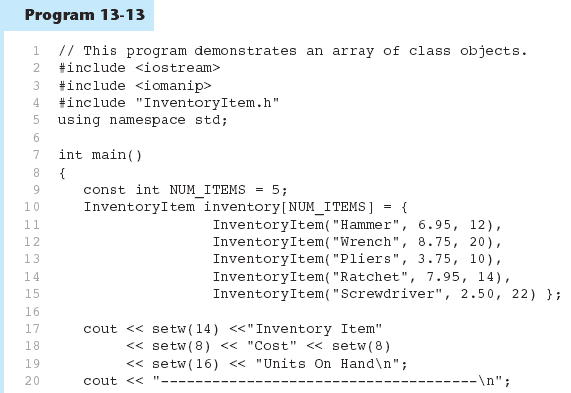 Program 13-13
1 // This program demonstrates an array of class objects.
2 #include <iostream>
3 #include <iomanip>
4 #include "InventoryItem.h"
5 using namespace std;
6
7 int main()
8 {
9 const int NUM_ITEMS = 5;
10 InventoryItem inventory[NUM_ITEMS] = {
11 InventoryItem("Hammer", 6.95, 12),
12 InventoryItem("Wrench", 8.75, 20),
13 InventoryItem("Pliers", 3.75, 10),
14 InventoryItem("Ratchet", 7.95, 14),
15 InventoryItem("Screwdriver", 2.50, 22) };
16
17 cout << setw(14) <<"Inventory Item"
18 << setw(8) << "Cost" << setw(8)
19 << setw(16) << "Units On Hand\n";
20 cout << "-------------------------------------\n";